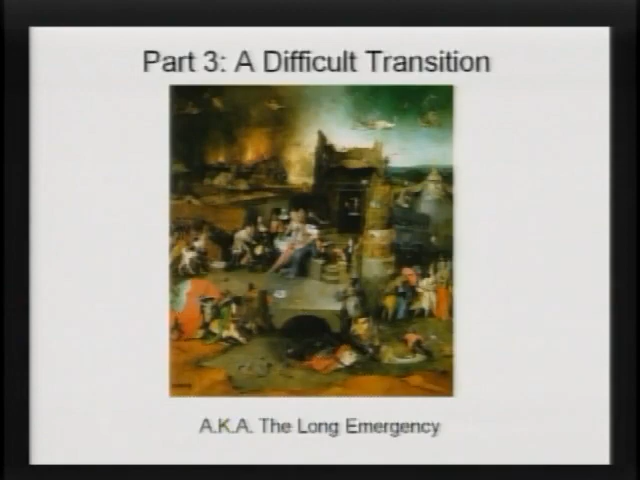 Part 3: A Difficult Transition
A.K.A. The Long Emergency